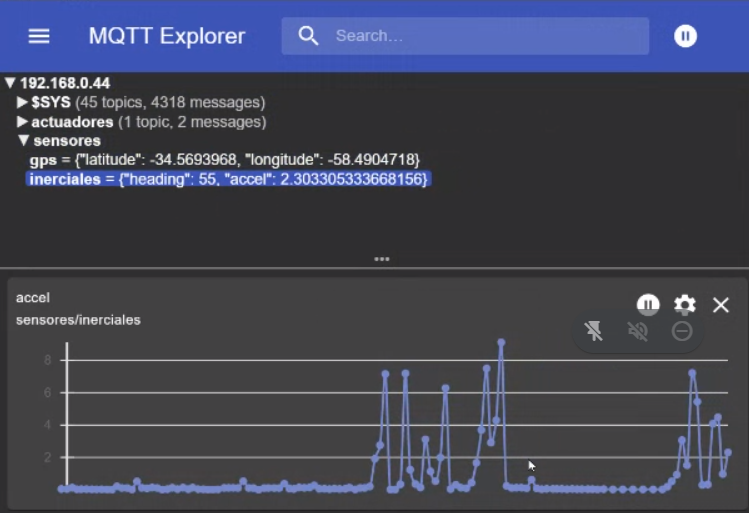 MQTT Explorer
Search...
192.168.0.44
$SYS (45 topics, 4318 messages)
actuadores (1 topic, 2 messages)
sensores
gps = {"latitude": -34.5693968, "longitude": -58.4904718}
inerciales = {"heading": 55, "accel": 2.303305333668156}
accel
sensores/inerciales
8
6
4
2